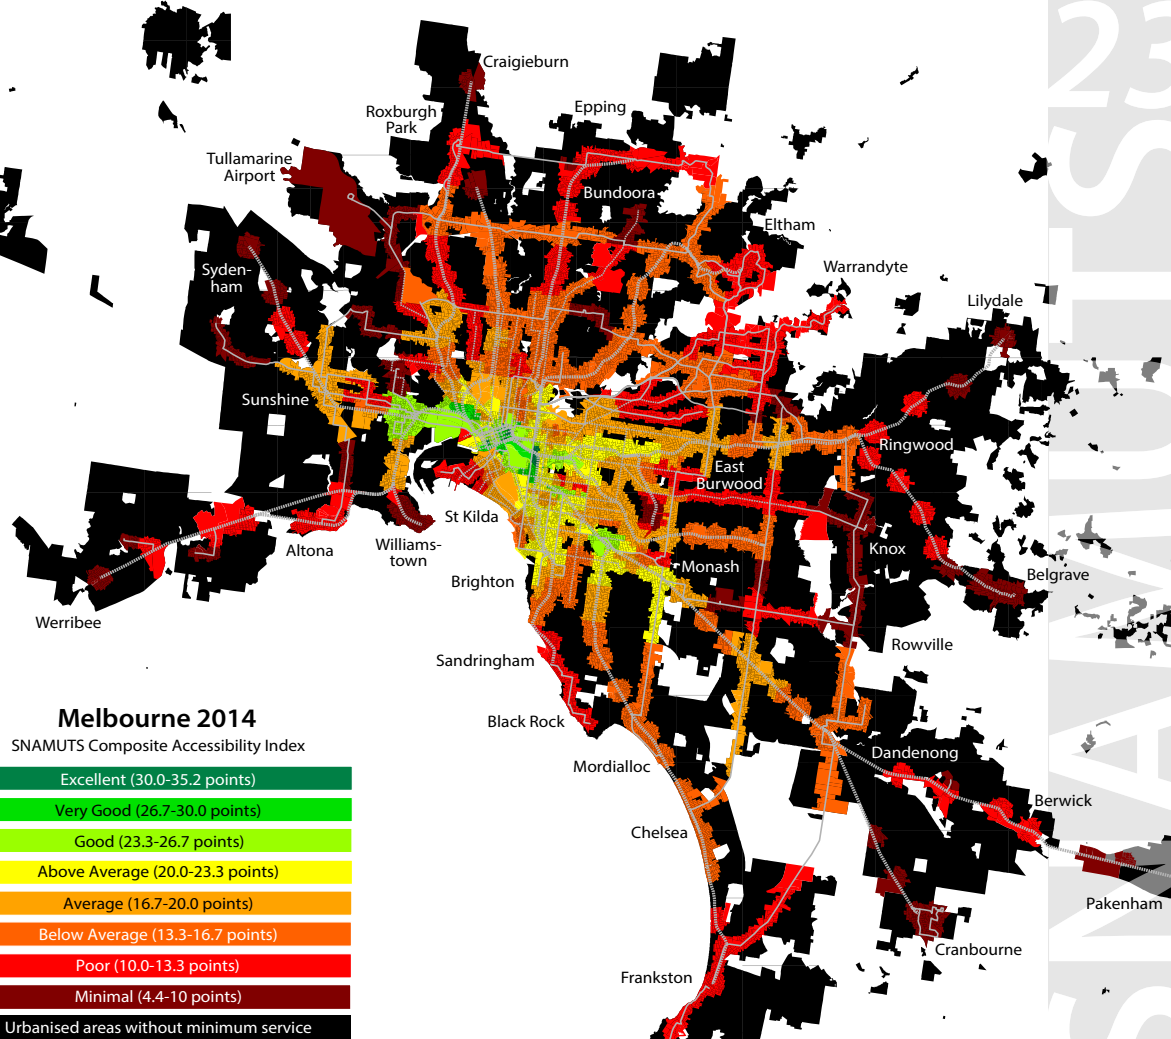 23
SNAMUTS
Craigieburn
Roxburgh
Park
Epping
Tullamarine
Airport
Bundoora
Eltham
Syden-
ham
Warrandyte
Lilydale
Sunshine
Ringwood
East
Burwood
St Kilda
Altona
Williams-
town
Knox
Monash
Belgrave
Brighton
Werribee
Rowville
Sandringham
Black Rock
Dandenong
Mordialloc
Berwick
Chelsea
Pakenham
Cranbourne
Frankston
Melbourne 2014
SNAMUTS Composite Accessibility Index
Excellent (30.0-35.2 points)
Very Good (26.7-30.0 points)
Good (23.3-26.7 points)
Above Average (20.0-23.3 points)
Average (16.7-20.0 points)
Below Average (13.3-16.7 points)
Poor (10.0-13.3 points)
Minimal (4.4-10 points)
Urbanised areas without minimum service